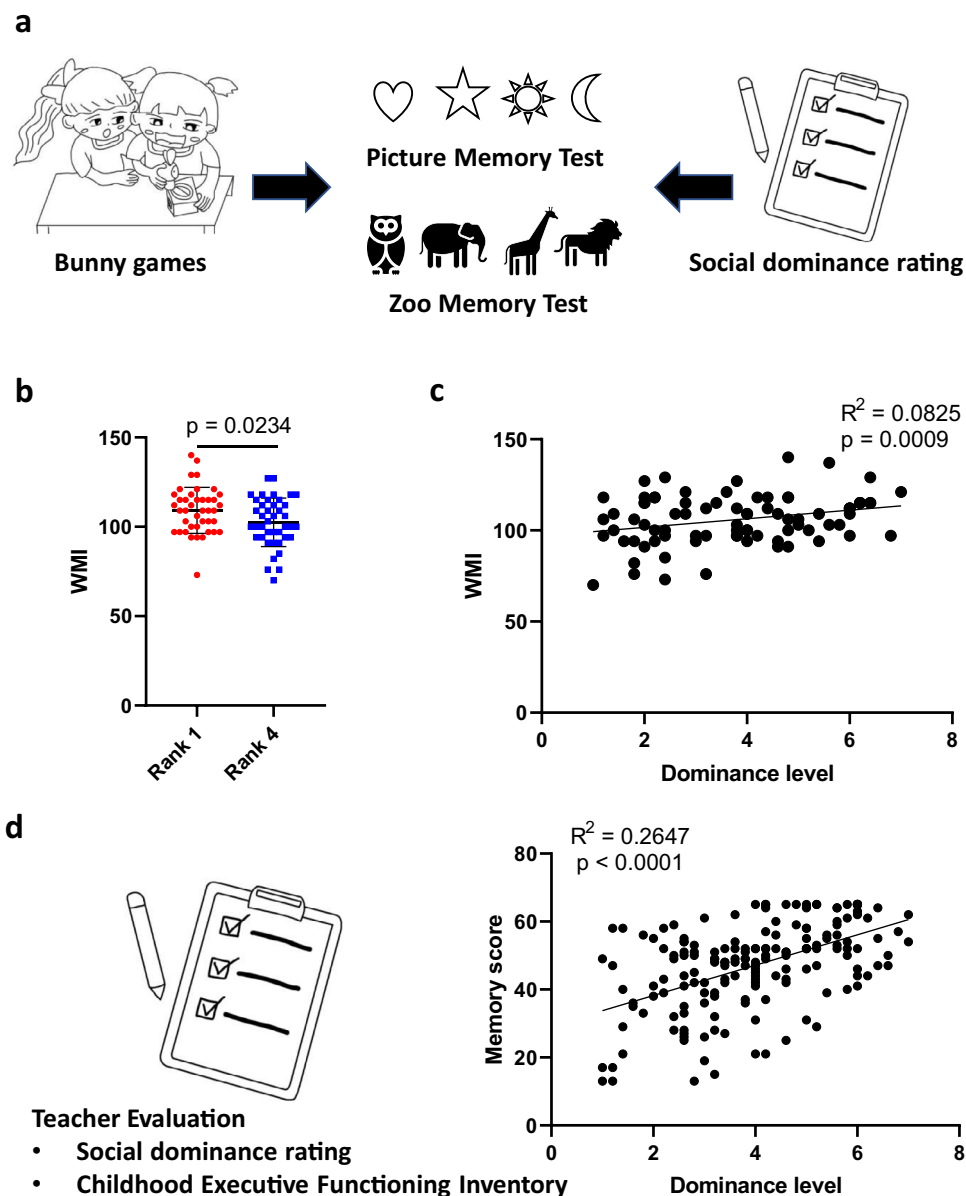 a
Picture Memory Test
Bunny games
Social dominance rating
Zoo Memory Test
b
p = 0.0234
150
100
50
0
WMI
Rank 1
Rank 4
c
R² = 0.0825
p = 0.0009
150
100
50
0
WMI
0 2 4 6 8
Dominance level
d
Teacher Evaluation
• Social dominance rating
• Childhood Executive Functioning Inventory
R² = 0.2647
p < 0.0001
80
60
40
20
0
Memory score
0 2 4 6 8
Dominance level